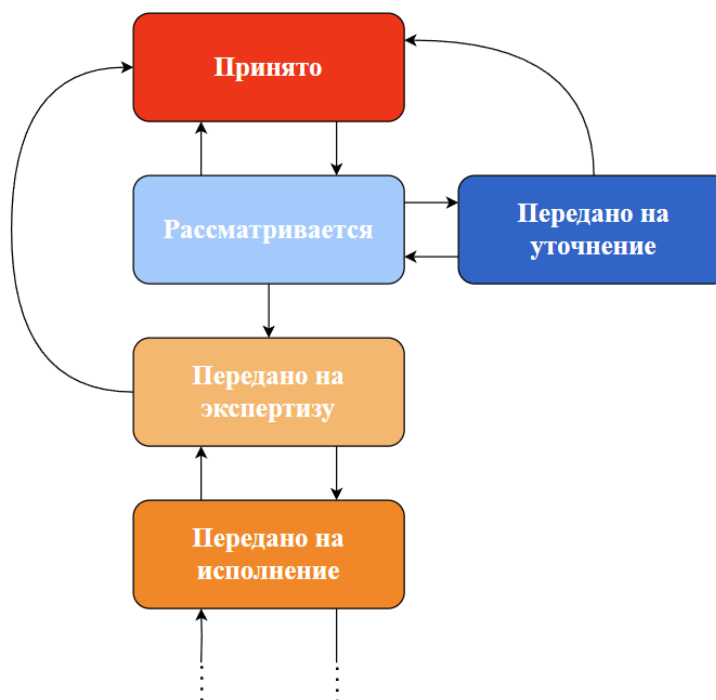 Принято
Рассматривается
Передано на
уточнение
Передано на
экспертизу
Передано на
исполнение